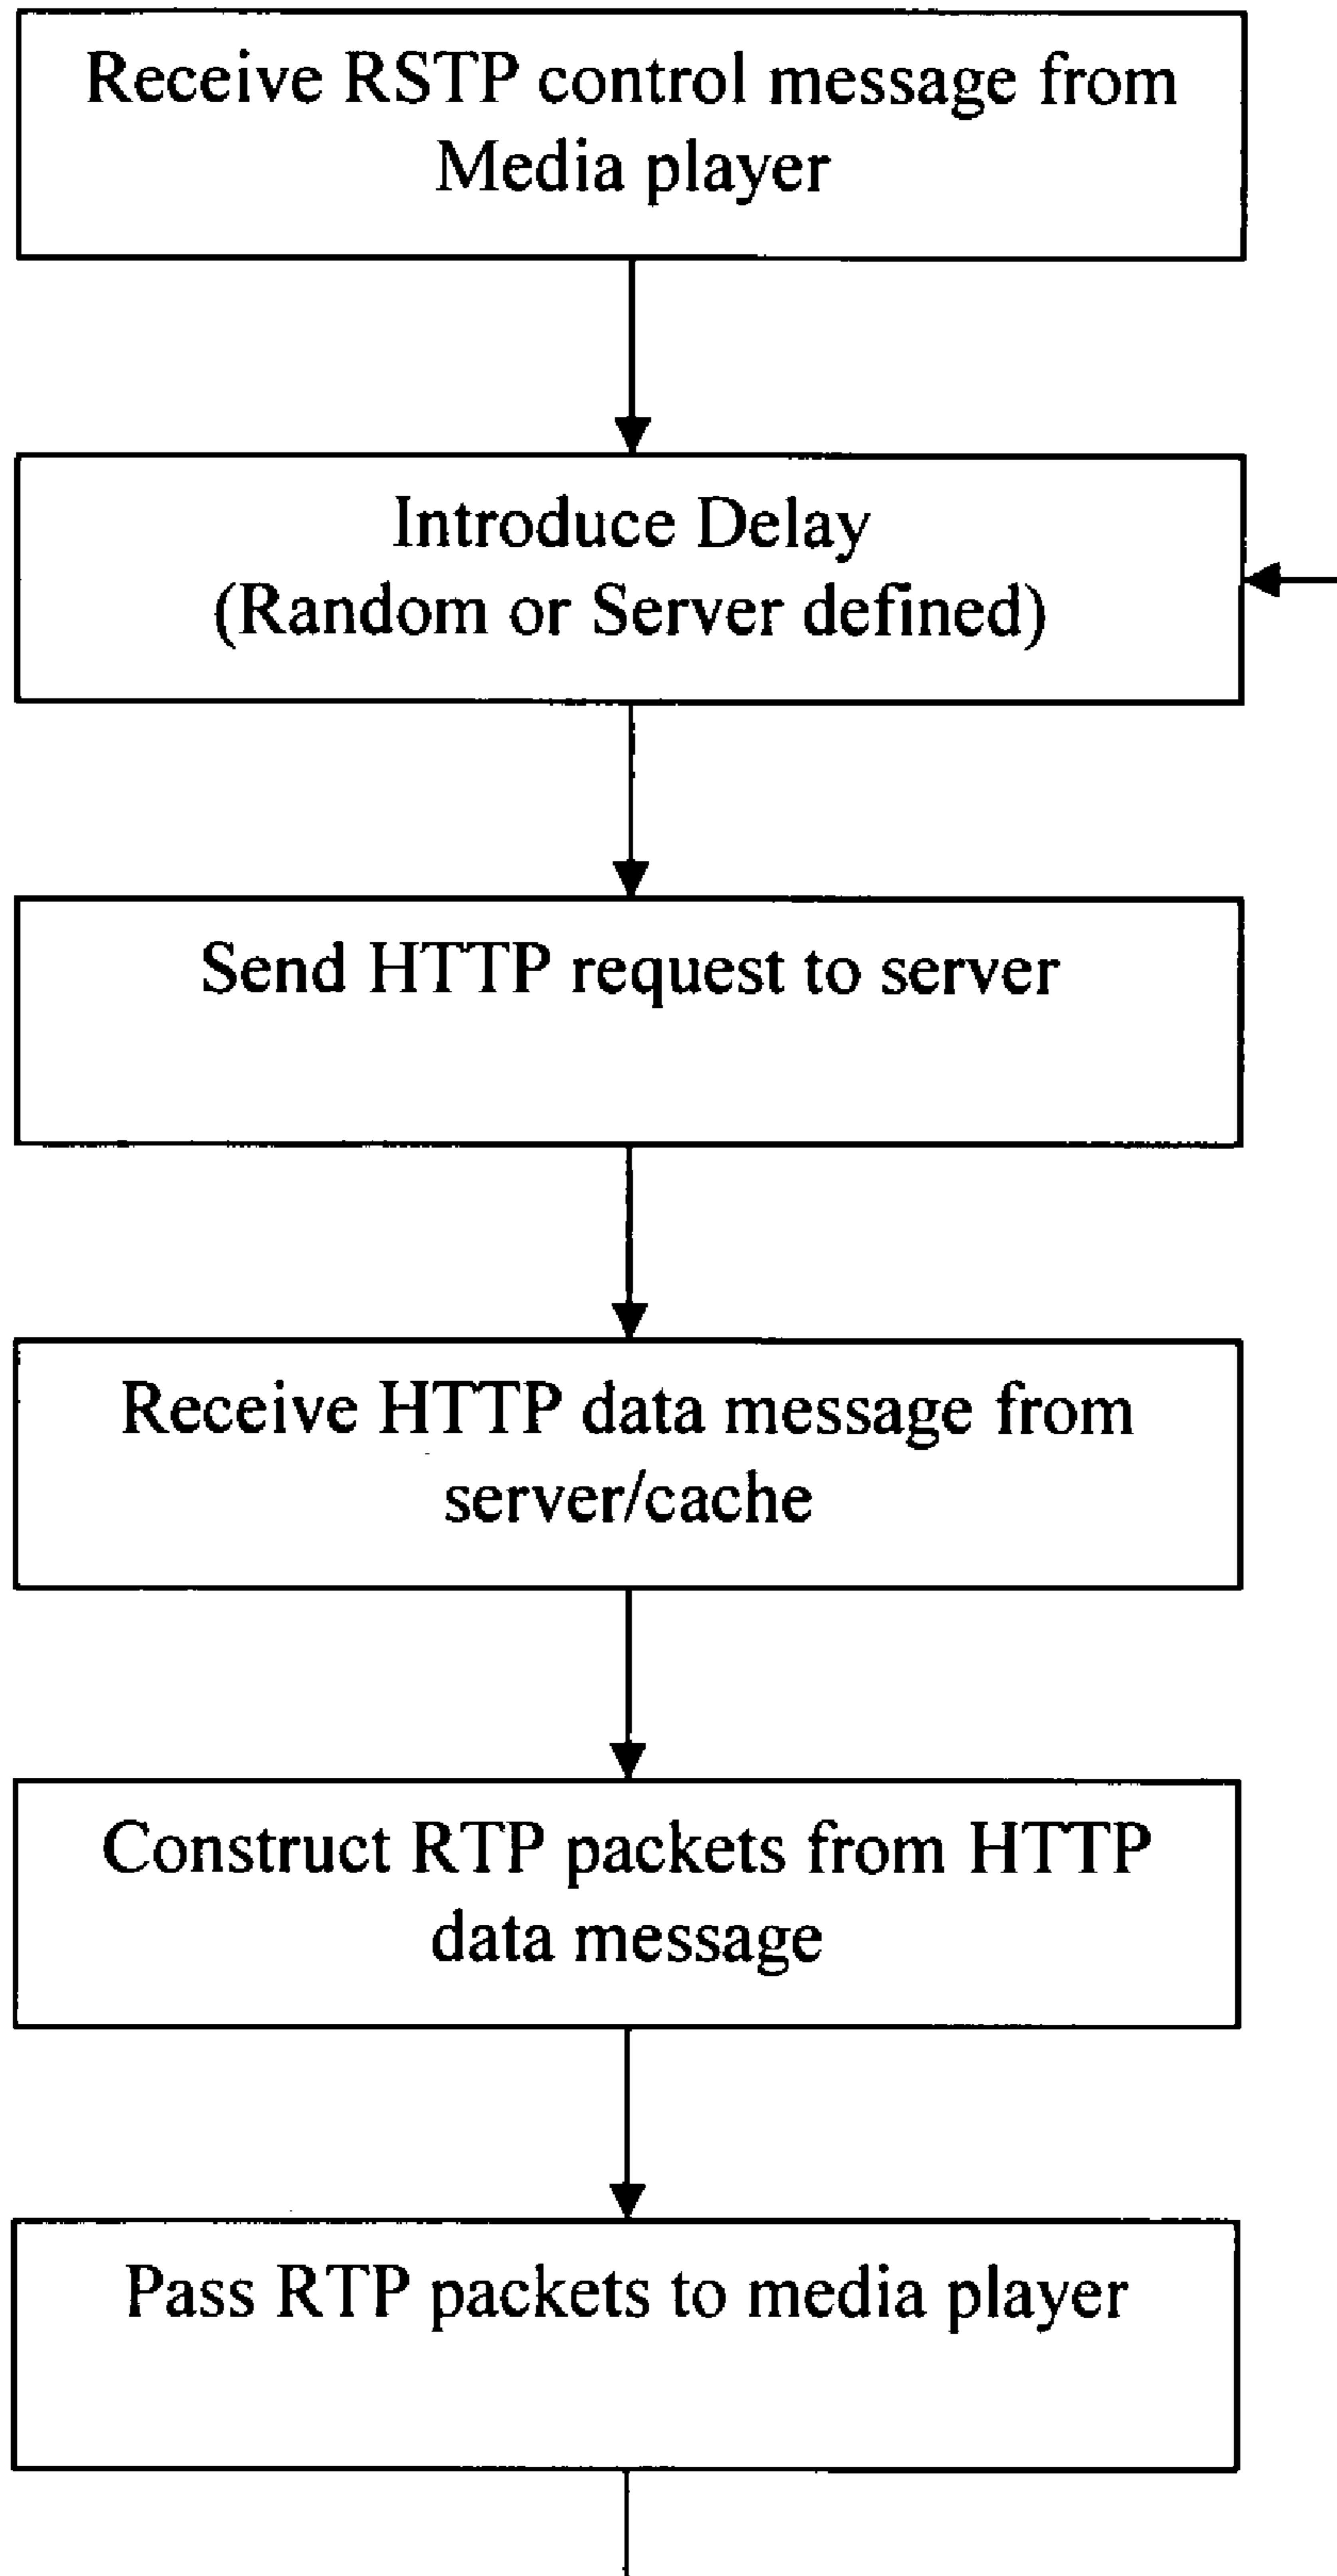 Receive RSTP control message from
Media player
Introduce Delay
(Random or Server defined)
Send HTTP request to server
Receive HTTP data message from
server/cache
Construct RTP packets from HTTP
data message
Pass RTP packets to media player